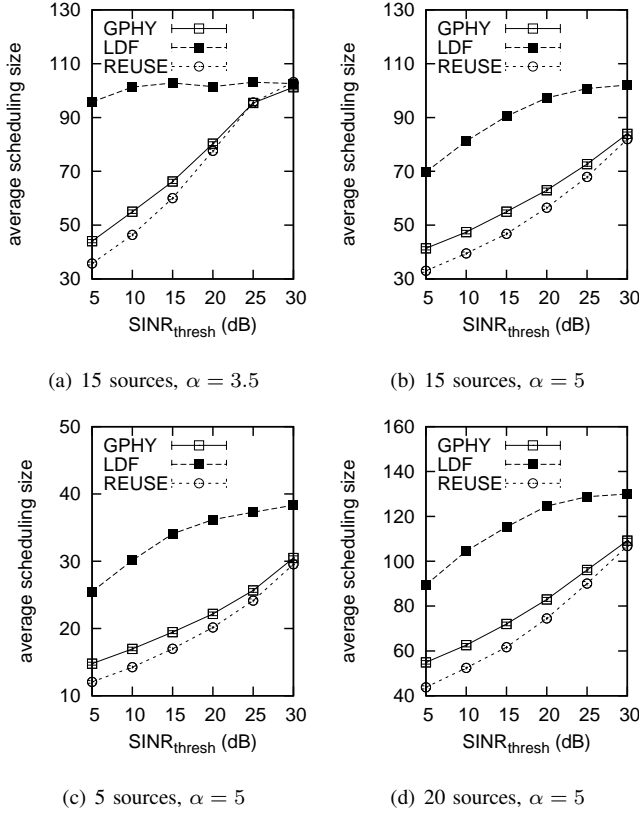 130
110
90
70
50
30
average scheduling size
GPHY
LDF
REUSE
5 10 15 20 25 30
SINRthresh (dB)
(a) 15 sources, α = 3.5
130
110
90
70
50
30
average scheduling size
GPHY
LDF
REUSE
5 10 15 20 25 30
SINRthresh (dB)
(b) 15 sources, α = 5
50
40
30
20
10
average scheduling size
GPHY
LDF
REUSE
5 10 15 20 25 30
SINRthresh (dB)
(c) 5 sources, α = 5
160
140
120
100
80
60
40
average scheduling size
GPHY
LDF
REUSE
5 10 15 20 25 30
SINRthresh (dB)
(d) 20 sources, α = 5